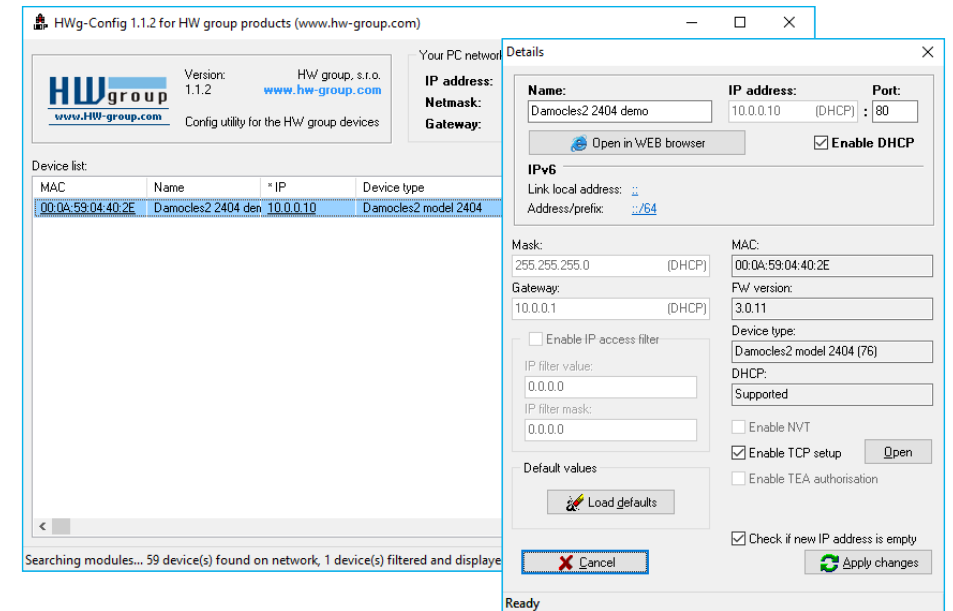 HWg-Config 1.1.2 for HW group products (www.hw-group.com)
HW group
www.HW-group.com
Version: HW group, s.r.o.
1.1.2 www.hw-group.com
Config utility for the HW group devices
Your PC network
IP address:
Netmask:
Gateway:
Device list:
MAC Name * IP Device type
00:0A:59:04:40:2E Damocles2 2404 den 10.0.0.10 Damocles2 model 2404
<
Searching modules... 59 device(s) found on network, 1 device(s) filtered and displaye
Details
Name: IP address: Port:
Damocles2 2404 demo 10.0.0.10 (DHCP) : 80
Open in WEB browser Enable DHCP
IPv6
Link local address: ::
Address/prefix: ::/64
Mask:
255.255.255.0 (DHCP)
Gateway:
10.0.0.1 (DHCP)
Enable IP access filter
IP filter value:
0.0.0.0
IP filter mask:
0.0.0.0
Default values
Load defaults
Cancel
MAC:
00:0A:59:04:40:2E
FW version:
3.0.11
Device type:
Damocles2 model 2404 (76)
DHCP:
Supported
Enable NVT
Enable TCP setup Open
Enable TEA authorisation
Check if new IP address is empty
Apply changes
Ready